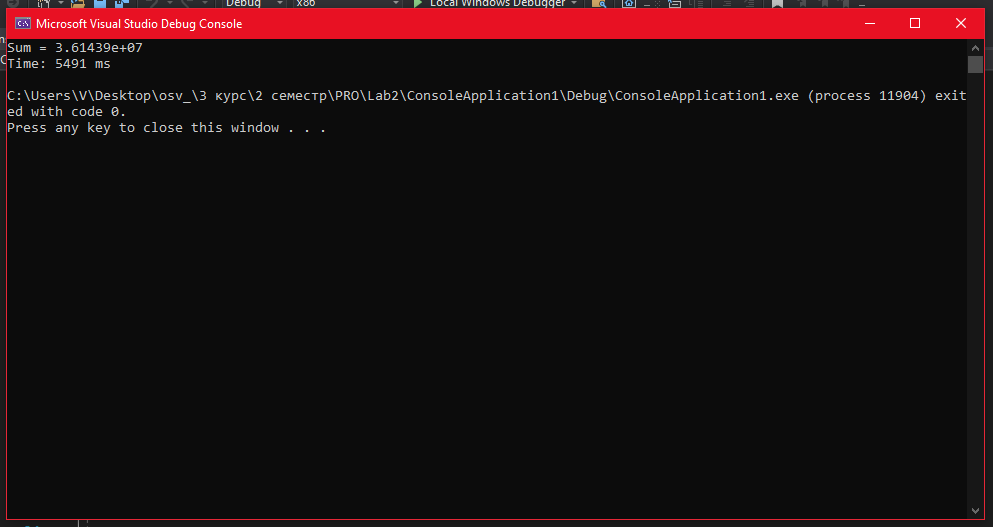 Debug
x86
Local Windows Debugger
Microsoft Visual Studio Debug Console
Sum = 3.61439e+07
Time: 5491 ms
C:\Users\V\Desktop\osv_\3 курс\2 семестр\PRO\Lab2\ConsoleApplication1\Debug\ConsoleApplication1.exe (process 11904) exit
ed with code 0.
Press any key to close this window . . .